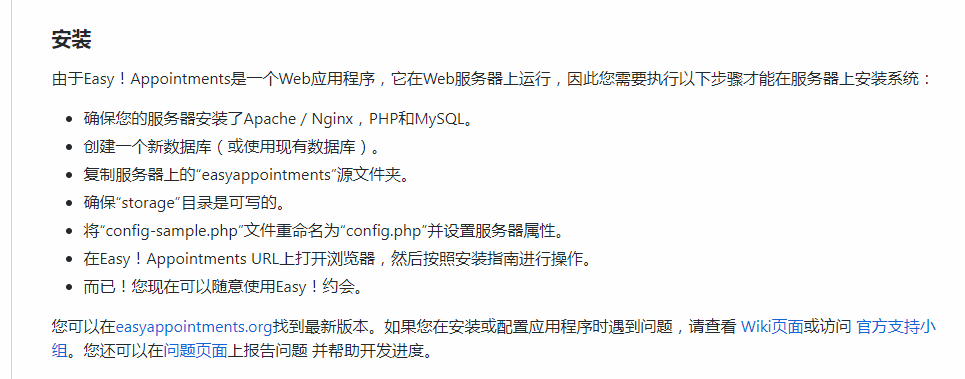 安装
由于Easy！Appointments是一个Web应用程序，它在Web服务器上运行，因此您需要执行以下步骤才能在服务器上安装系统：
确保您的服务器安装了Apache / Nginx，PHP和MySQL。
创建一个新数据库（或使用现有数据库）。
复制服务器上的“easyappointments”源文件夹。
确保“storage”目录是可写的。
将“config-sample.php”文件重命名为“config.php”并设置服务器属性。
在Easy！Appointments URL上打开浏览器，然后按照安装指南进行操作。
而已！您现在可以随意使用Easy！约会。
您可以在easyappointments.org找到最新版本。如果您在安装或配置应用程序时遇到问题，请查看 Wiki页面或访问 官方支持小
组。您还可以在问题页面上报告问题 并帮助开发进度。